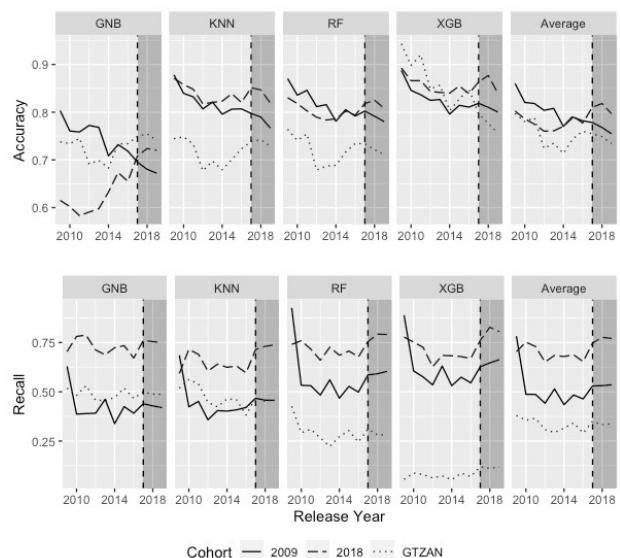 GNB KNN RF XGB Average
Accuracy
0.9
0.8
0.7
0.6
2010 2014 2018 2010 2014 2018 2010 2014 2018 2010 2014 2018 2010 2014 2018
GNB KNN RF XGB Average
Recall
0.75
0.50
0.25
2010 2014 2018 2010 2014 2018 2010 2014 2018 2010 2014 2018 2010 2014 2018
Release Year
Cohort 2009 2018 GTZAN